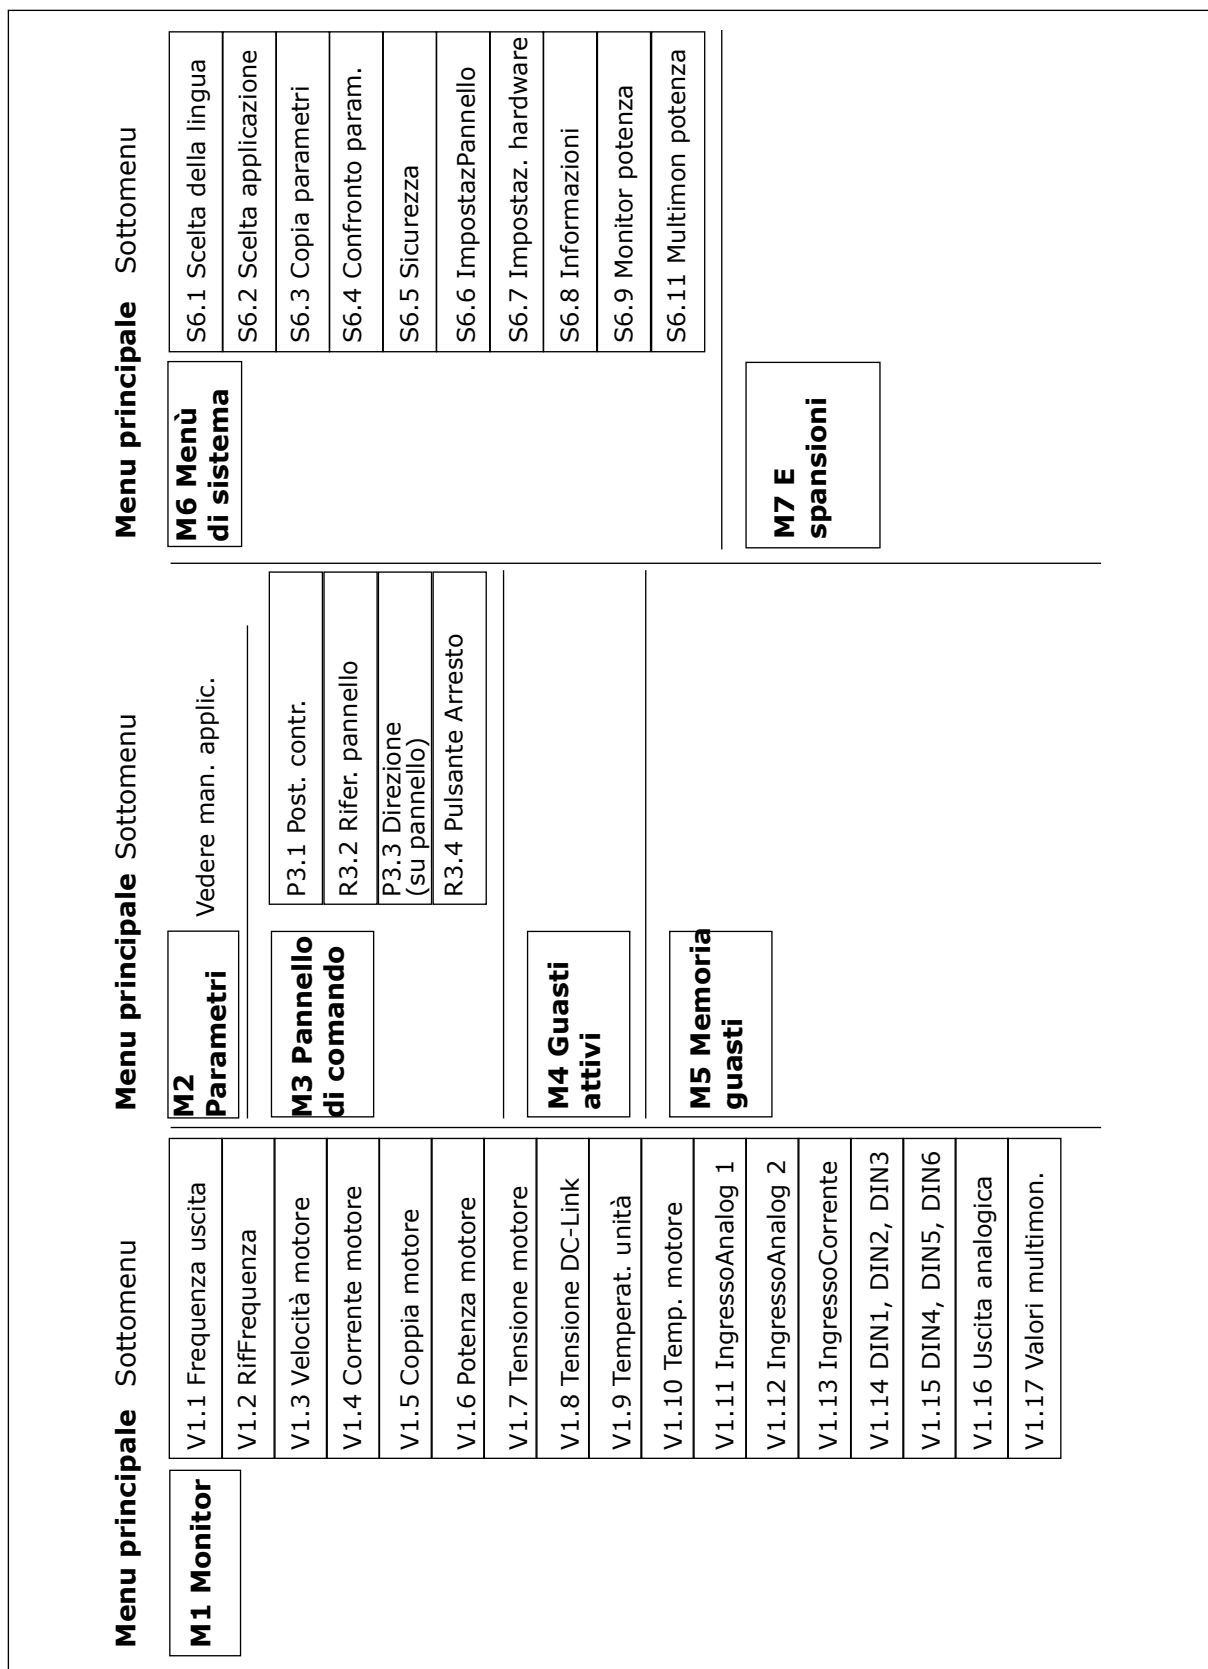 Menu principale Sottomenu
M1 Monitor
V1.1 Frequenza uscita
V1.2 RifFrequenza
V1.3 Velocità motore
V1.4 Corrente motore
V1.5 Coppia motore
V1.6 Potenza motore
V1.7 Tensione motore
V1.8 Tensione DC-Link
V1.9 Temperat. unità
V1.10 Temp. motore
V1.11 IngressoAnalog 1
V1.12 IngressoAnalog 2
V1.13 IngressoCorrente
V1.14 DIN1, DIN2, DIN3
V1.15 DIN4, DIN5, DIN6
V1.16 Uscita analogica
V1.17 Valori multimon.
Menu principale Sottomenu
M2
Parametri
Vedere man. applic.
M3 Pannello
di comando
P3.1 Post. contr.
R3.2 Rifer. pannello
P3.3 Direzione
(su pannello)
R3.4 Pulsante Arresto
M4 Guasti
attivi
M5 Memoria
guasti
Menu principale Sottomenu
M6 Menù
di sistema
S6.1 Scelta della lingua
S6.2 Scelta applicazione
S6.3 Copia parametri
S6.4 Confronto param.
S6.5 Sicurezza
S6.6 ImpostazPannello
S6.7 Impostaz. hardware
S6.8 Informazioni
S6.9 Monitor potenza
S6.11 Multimon potenza
M7 E
spansioni